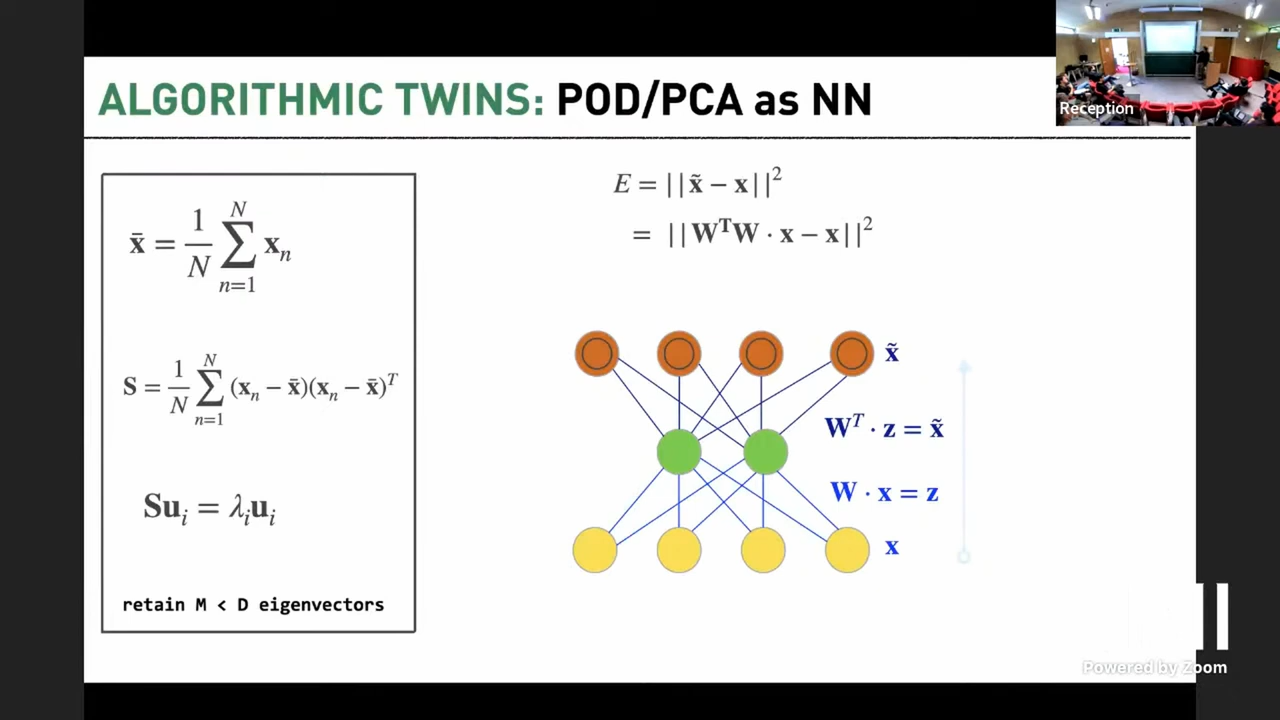 ALGORITHMIC TWINS: POD/PCA as NN
Reception
x̄ = 1/N ∑_{n=1}^{N} x_n
S = 1/N ∑_{n=1}^{N} (x_n − x̄)(x_n − x̄)^T
Su_i = λ_i u_i
retain M < D eigenvectors
E = ||x̃ − x||²
= ||W^T W · x − x||²
x̃
W^T · z = x̃
W · x = z
x
Powered by Zoom